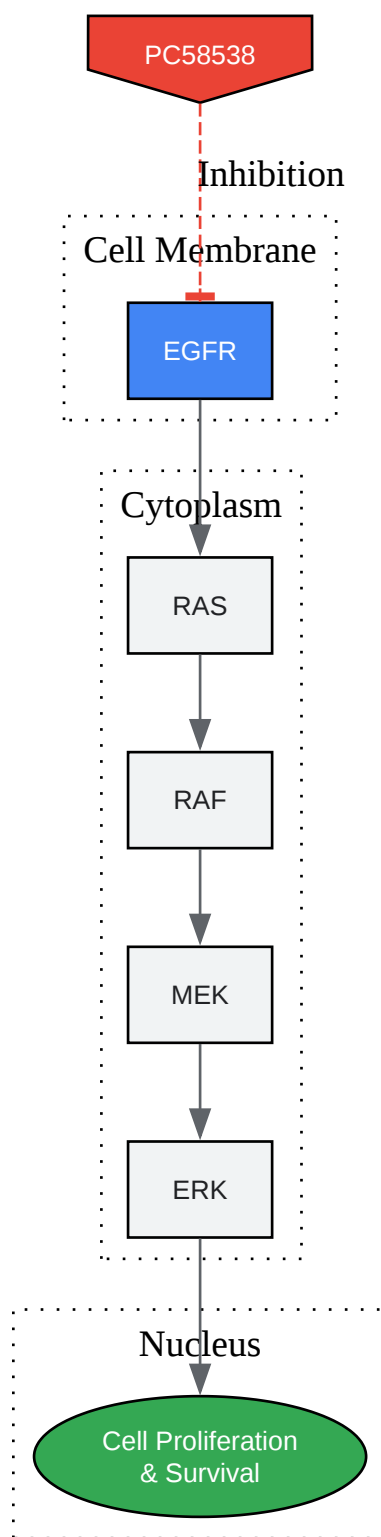 PC58538
Inhibition
Cell Membrane
EGFR
Cytoplasm
RAS
RAF
MEK
ERK
Nucleus
Cell Proliferation
& Survival